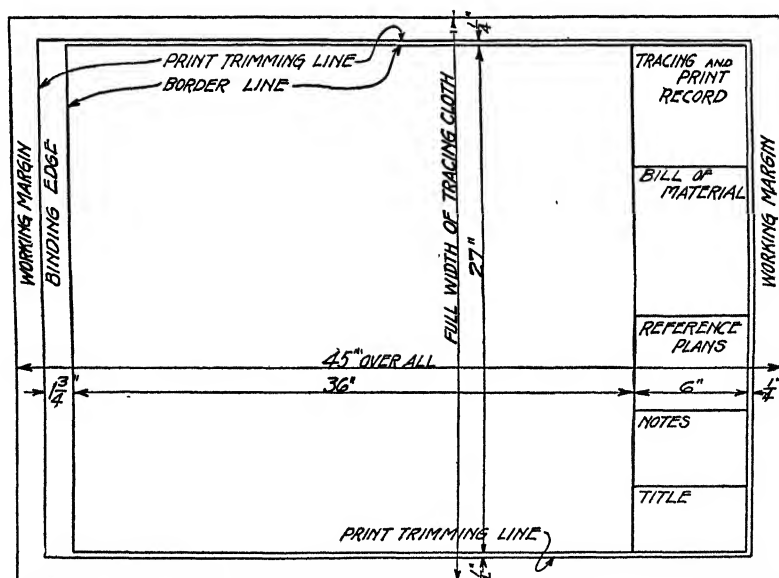 PRINT TRIMMING LINE
BORDER LINE
1/4"
TRACING AND
PRINT
RECORD
WORKING MARGIN
BINDING EDGE
FULL WIDTH OF TRACING CLOTH
27"
BILL OF
MATERIAL
WORKING MARGIN
REFERENCE
PLANS
45" OVER ALL
1 3/4"
36"
6"
1/4"
NOTES
TITLE
PRINT TRIMMING LINE